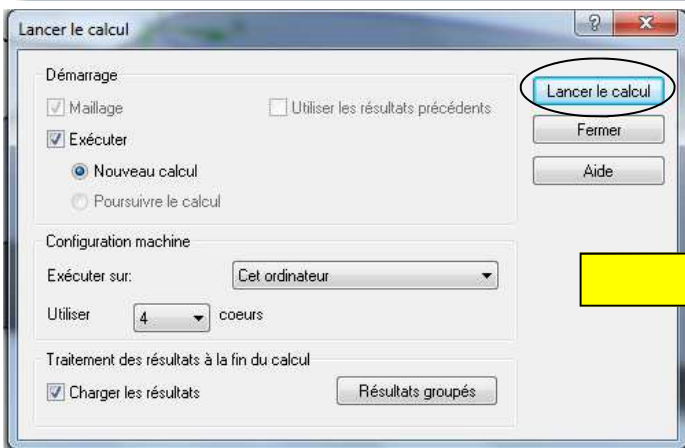 Lancer le calcul
Démarrage
Maillage
Utiliser les résultats précédents
Exécuter
Nouveau calcul
Poursuivre le calcul
Configuration machine
Exécuter sur: Cet ordinateur
Utiliser 4 coeurs
Traitement des résultats à la fin du calcul
Charger les résultats
Résultats groupés
Lancer le calcul
Fermer
Aide